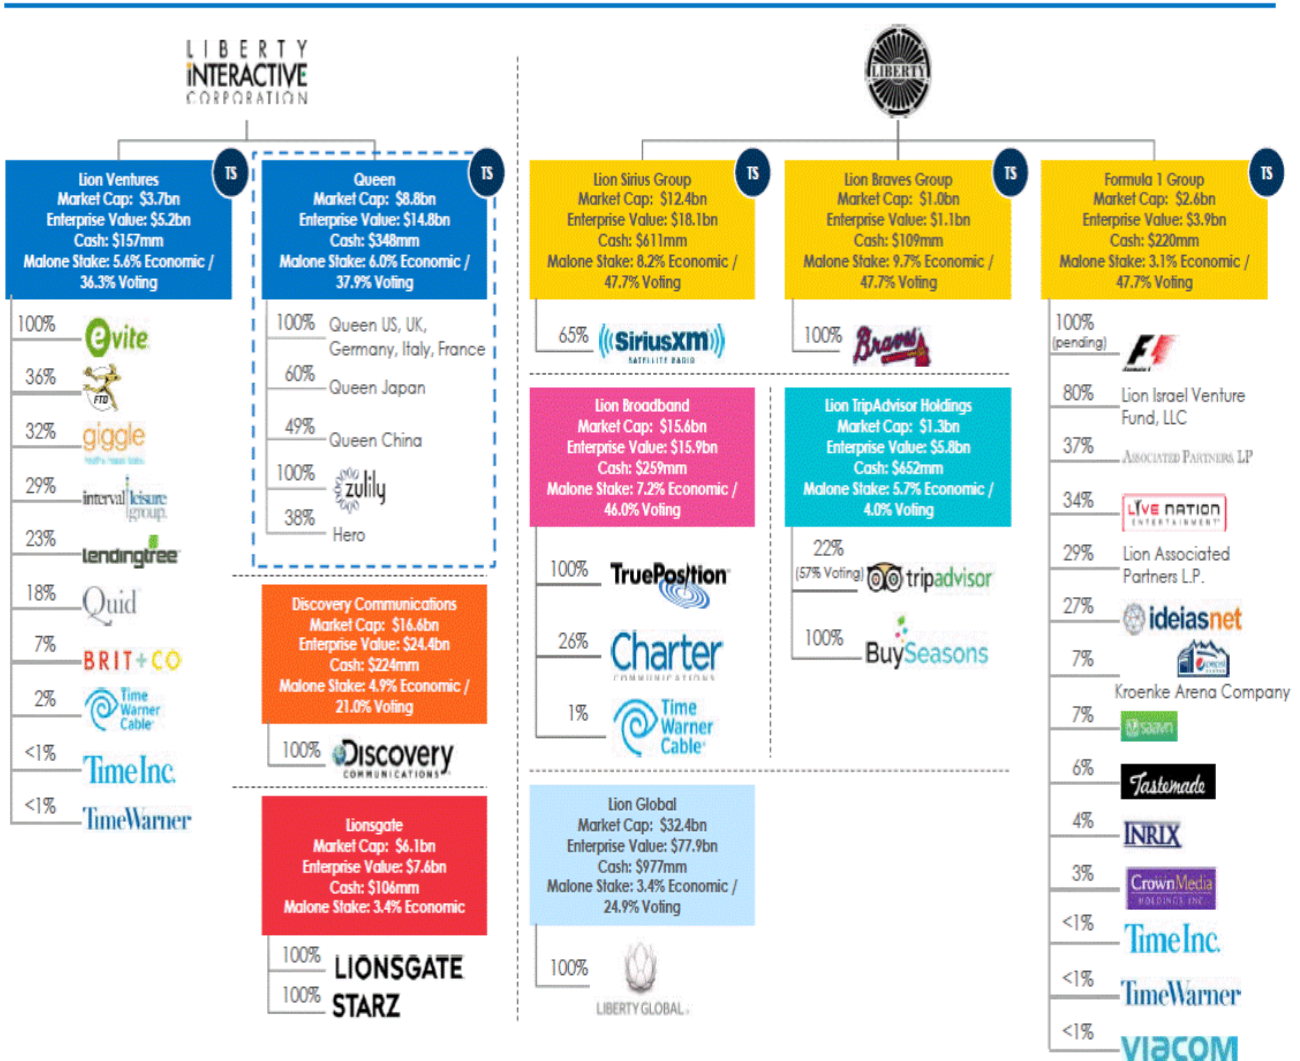 LIBERTY
INTERACTIVE
CORPORATION
LIBERTY
TS
Lion Ventures
Market Cap: $3.7bn
Enterprise Value: $5.2bn
Cash: $157mm
Malone Stake: 5.6% Economic /
36.3% Voting
100%
evite
36%
FTD
32%
giggle
29%
interval leisure
group.
23%
lendingtree
18%
Quid
7%
BRIT+CO
2%
Time
Warner
Cable
<1%
Time Inc.
<1%
TimeWarner
TS
Queen
Market Cap: $8.8bn
Enterprise Value: $14.8bn
Cash: $348mm
Malone Stake: 6.0% Economic /
37.9% Voting
100%
Queen US, UK,
Germany, Italy, France
60%
Queen Japan
49%
Queen China
100%
zulily
38%
Hero
Discovery Communications
Market Cap: $16.6bn
Enterprise Value: $24.4bn
Cash: $224mm
Malone Stake: 4.9% Economic /
21.0% Voting
100%
Discovery
COMMUNICATIONS
Lionsgate
Market Cap: $6.1bn
Enterprise Value: $7.6bn
Cash: $106mm
Malone Stake: 3.4% Economic
100%
LIONSGATE
100%
STARZ
TS
Lion Sirius Group
Market Cap: $12.4bn
Enterprise Value: $18.1bn
Cash: $611mm
Malone Stake: 8.2% Economic /
47.7% Voting
65%
SiriusXM
SATELLITE RADIO
TS
Lion Braves Group
Market Cap: $1.0bn
Enterprise Value: $1.1bn
Cash: $109mm
Malone Stake: 9.7% Economic /
47.7% Voting
100%
Braves
Lion Broadband
Market Cap: $15.6bn
Enterprise Value: $15.9bn
Cash: $259mm
Malone Stake: 7.2% Economic /
46.0% Voting
100%
TruePosition
26%
Charter
COMMUNICATIONS
1%
Time
Warner
Cable
Lion TripAdvisor Holdings
Market Cap: $1.3bn
Enterprise Value: $5.8bn
Cash: $652mm
Malone Stake: 5.7% Economic /
4.0% Voting
22%
(57% Voting)
tripadvisor
100%
BuySeasons
Lion Global
Market Cap: $32.4bn
Enterprise Value: $77.9bn
Cash: $977mm
Malone Stake: 3.4% Economic /
24.9% Voting
100%
LIBERTY GLOBAL
TS
Formula 1 Group
Market Cap: $2.6bn
Enterprise Value: $3.9bn
Cash: $220mm
Malone Stake: 3.1% Economic /
47.7% Voting
100%
(pending)
F1
Formula 1
80%
Lion Israel Venture
Fund, LLC
37%
ASSOCIATED PARTNERS LP
34%
LIVE NATION
ENTERTAINMENT
29%
Lion Associated
Partners L.P.
27%
ideiasnet
7%
pepsi
Kroenke Arena Company
7%
saavn
6%
Tastemade
4%
INRIX
3%
Crown Media
HOLDINGS INC.
<1%
Time Inc.
<1%
TimeWarner
<1%
VIACOM